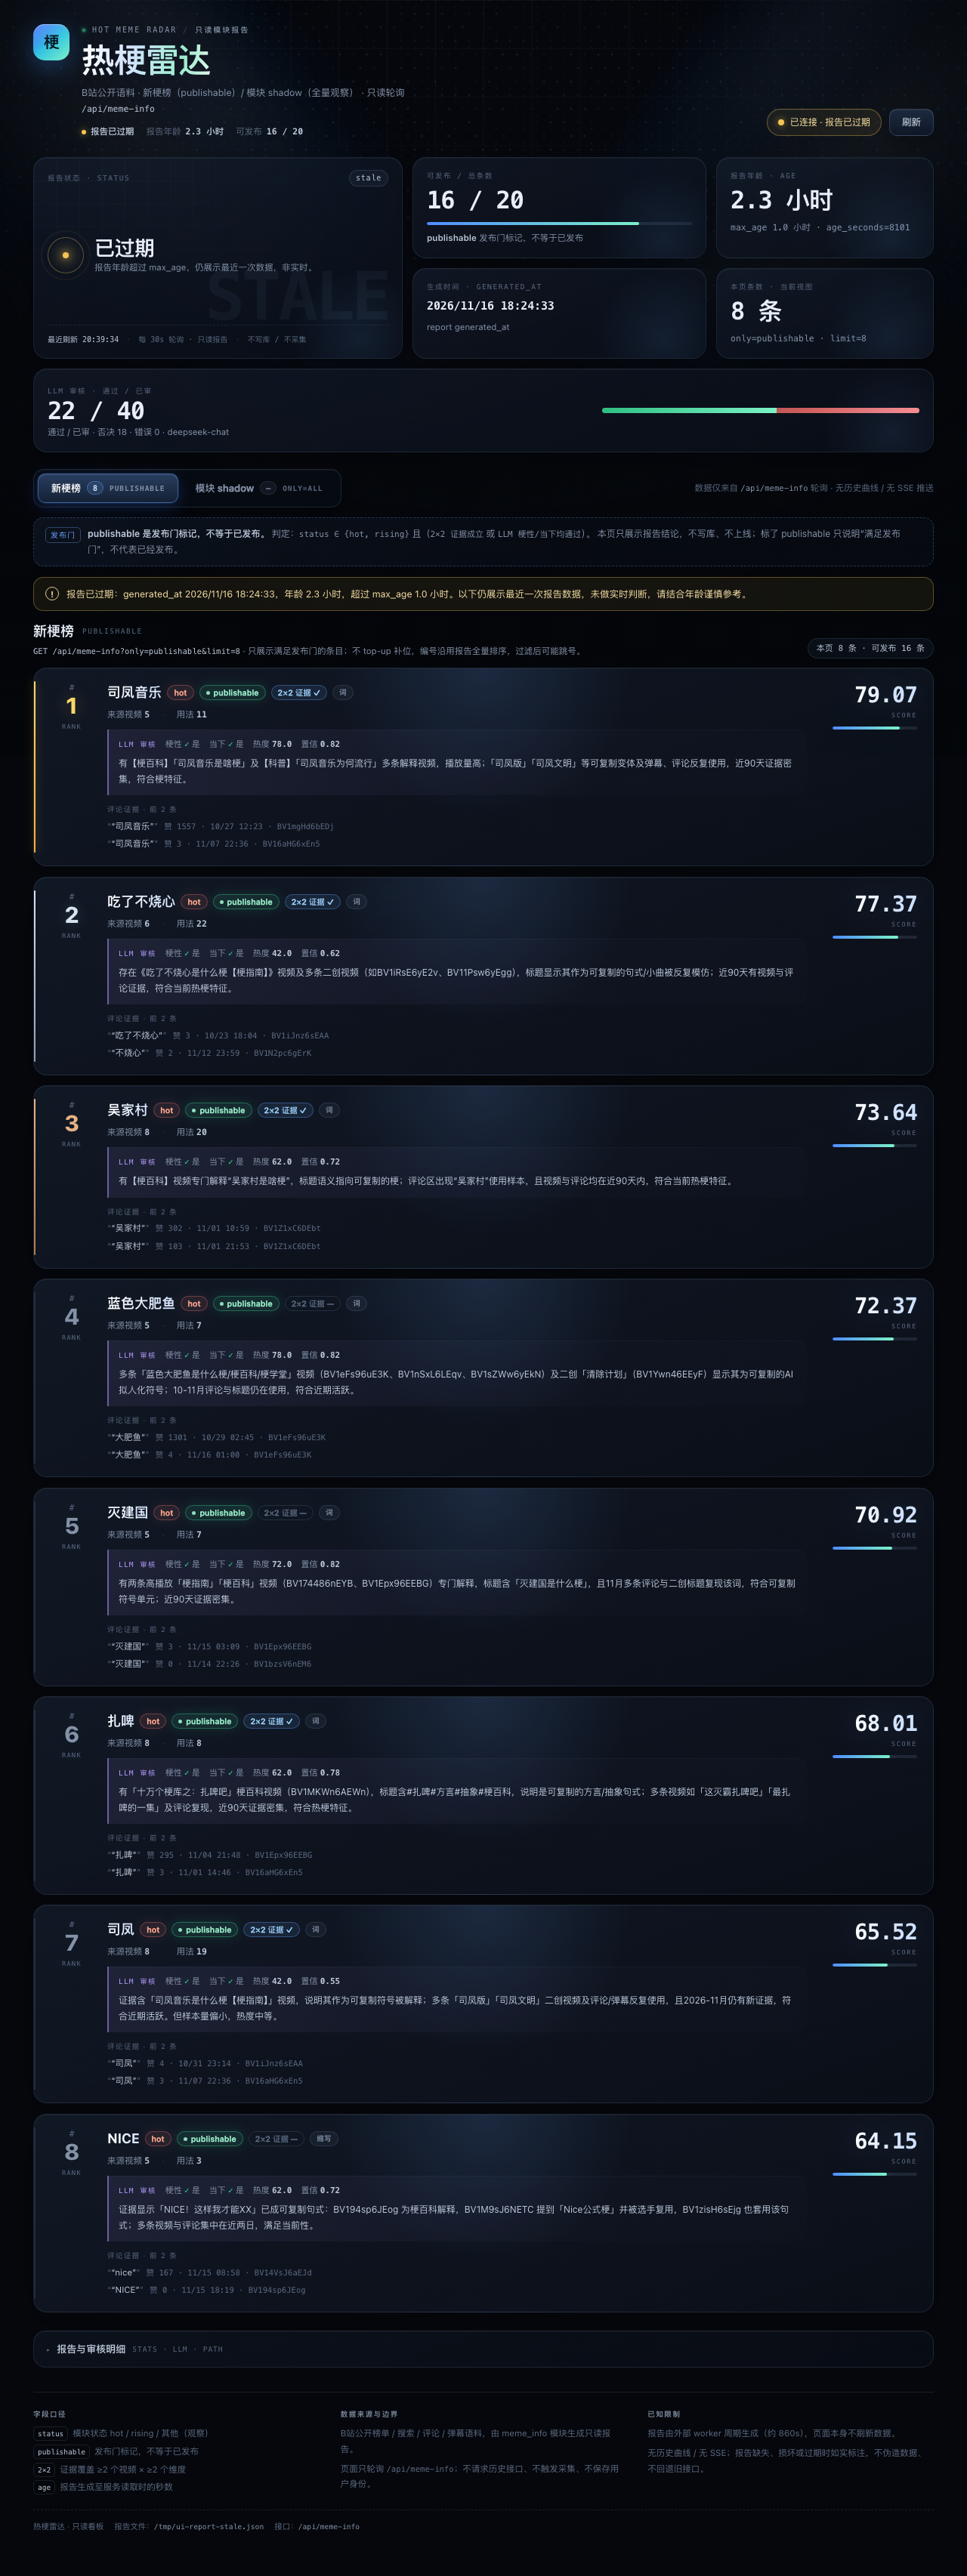 梗
HOT MEME RADAR / 只读模块报告
热梗雷达
B站公开语料 · 新梗榜（publishable）/ 模块 shadow（全量观察） · 只读轮询
/api/meme-info
报告已过期 报告年龄 2.3 小时 可发布 16 / 20
已连接 · 报告已过期
刷新
报告状态 · STATUS
stale
已过期
报告年龄超过 max_age，仍展示最近一次数据，非实时。
STALE
最近刷新 20:39:34 · 每 30s 轮询 · 只读报告 · 不写库 / 不采集
可发布 / 总条数
16 / 20
publishable 发布门标记，不等于已发布
报告年龄 · AGE
2.3 小时
max_age 1.0 小时 · age_seconds=8101
生成时间 · GENERATED_AT
2026/11/16 18:24:33
report generated_at
本页条数 · 当前视图
8 条
only=publishable · limit=8
LLM 审核 · 通过 / 已审
22 / 40
通过 / 已审 · 否决 18 · 错误 0 · deepseek-chat
新梗榜 8 PUBLISHABLE
模块 shadow — ONLY=ALL
数据仅来自 /api/meme-info 轮询 · 无历史曲线 / 无 SSE 推送
发布门 publishable 是发布门标记，不等于已发布。 判定：status ∈ {hot, rising} 且（2×2 证据成立 或 LLM 梗性/当下均通过）。本页只展示报告结论，不写库、不上线；标了 publishable 只说明“满足发布
门”，不代表已经发布。
! 报告已过期：generated_at 2026/11/16 18:24:33，年龄 2.3 小时，超过 max_age 1.0 小时。以下仍展示最近一次报告数据，未做实时判断，请结合年龄谨慎参考。
新梗榜 PUBLISHABLE
GET /api/meme-info?only=publishable&limit=8 · 只展示满足发布门的条目；不 top-up 补位，编号沿用报告全量排序，过滤后可能跳号。
本页 8 条 · 可发布 16 条
#
1
RANK
司凤音乐 hot publishable 2×2 证据 ✓ 词
来源视频 5 · 用法 11
LLM 审核 梗性 ✓ 是 当下 ✓ 是 热度 78.0 置信 0.82
有【梗百科】「司凤音乐是啥梗」及【科普】「司凤音乐为何流行」多条解释视频，播放量高；「司凤版」「司凤文明」等可复制变体及弹幕、评论反复使用，近90天证据密
集，符合梗特征。
评论证据 · 前 2 条
““司凤音乐”” 赞 1557 · 10/27 12:23 · BV1mgHd6bEDj
““司凤音乐”” 赞 3 · 11/07 22:36 · BV16aHG6xEn5
79.07
SCORE
#
2
RANK
吃了不烧心 hot publishable 2×2 证据 ✓ 词
来源视频 6 · 用法 22
LLM 审核 梗性 ✓ 是 当下 ✓ 是 热度 42.0 置信 0.62
存在《吃了不烧心是什么梗【梗指南】》视频及多条二创视频（如BV1iRsE6yE2v、BV11Psw6yEgg），标题显示其作为可复制的句式/小曲被反复模仿；近90天有视频与评
论证据，符合当前热梗特征。
评论证据 · 前 2 条
““吃了不烧心”” 赞 3 · 10/23 18:04 · BV1iJnz6sEAA
““不烧心”” 赞 2 · 11/12 23:59 · BV1N2pc6gErK
77.37
SCORE
#
3
RANK
吴家村 hot publishable 2×2 证据 ✓ 词
来源视频 8 · 用法 20
LLM 审核 梗性 ✓ 是 当下 ✓ 是 热度 62.0 置信 0.72
有【梗百科】视频专门解释“吴家村是啥梗”，标题语义指向可复制的梗；评论区出现“吴家村”使用样本，且视频与评论均在近90天内，符合当前热梗特征。
评论证据 · 前 2 条
““吴家村”” 赞 302 · 11/01 10:59 · BV1Z1xC6DEbt
““吴家村”” 赞 103 · 11/01 21:53 · BV1Z1xC6DEbt
73.64
SCORE
#
4
RANK
蓝色大肥鱼 hot publishable 2×2 证据 — 词
来源视频 5 · 用法 7
LLM 审核 梗性 ✓ 是 当下 ✓ 是 热度 78.0 置信 0.82
多条「蓝色大肥鱼是什么梗/梗百科/梗学堂」视频（BV1eFs96uE3K、BV1nSxL6LEqv、BV1sZWw6yEkN）及二创「清除计划」（BV1Ywn46EEyF）显示其为可复制的AI
拟人化符号；10-11月评论与标题仍在使用，符合近期活跃。
评论证据 · 前 2 条
““大肥鱼”” 赞 1301 · 10/29 02:45 · BV1eFs96uE3K
““大肥鱼”” 赞 4 · 11/16 01:00 · BV1eFs96uE3K
72.37
SCORE
#
5
RANK
灭建国 hot publishable 2×2 证据 — 词
来源视频 5 · 用法 7
LLM 审核 梗性 ✓ 是 当下 ✓ 是 热度 72.0 置信 0.82
有两条高播放「梗指南」「梗百科」视频（BV174486nEYB、BV1Epx96EEBG）专门解释，标题含「灭建国是什么梗」，且11月多条评论与二创标题复现该词，符合可复制
符号单元；近90天证据密集。
评论证据 · 前 2 条
““灭建国”” 赞 3 · 11/15 03:09 · BV1Epx96EEBG
““灭建国”” 赞 0 · 11/14 22:26 · BV1bzsV6nEM6
70.92
SCORE
#
6
RANK
扎啤 hot publishable 2×2 证据 ✓ 词
来源视频 8 · 用法 8
LLM 审核 梗性 ✓ 是 当下 ✓ 是 热度 62.0 置信 0.78
有「十万个梗库之：扎啤吧」梗百科视频（BV1MKWn6AEWn），标题含#扎啤#方言#抽象#梗百科，说明是可复制的方言/抽象句式；多条视频如「这灭霸扎啤吧」「最扎
啤的一集」及评论复现，近90天证据密集，符合热梗特征。
评论证据 · 前 2 条
““扎啤”” 赞 295 · 11/04 21:48 · BV1Epx96EEBG
““扎啤”” 赞 3 · 11/01 14:46 · BV16aHG6xEn5
68.01
SCORE
#
7
RANK
司凤 hot publishable 2×2 证据 ✓ 词
来源视频 8 · 用法 19
LLM 审核 梗性 ✓ 是 当下 ✓ 是 热度 42.0 置信 0.55
证据含「司凤音乐是什么梗【梗指南】」视频，说明其作为可复制符号被解释；多条「司凤版」「司凤文明」二创视频及评论/弹幕反复使用，且2026-11月仍有新证据，符
合近期活跃。但样本量偏小，热度中等。
评论证据 · 前 2 条
““司凤”” 赞 4 · 10/31 23:14 · BV1iJnz6sEAA
““司凤”” 赞 3 · 11/07 22:36 · BV16aHG6xEn5
65.52
SCORE
#
8
RANK
NICE hot publishable 2×2 证据 — 缩写
来源视频 5 · 用法 3
LLM 审核 梗性 ✓ 是 当下 ✓ 是 热度 62.0 置信 0.72
证据显示「NICE！这样我才能XX」已成可复制句式：BV194sp6JEog 为梗百科解释，BV1M9sJ6NETC 提到「Nice公式梗」并被选手复用，BV1zisH6sEjg 也套用该句
式；多条视频与评论集中在近两日，满足当前性。
评论证据 · 前 2 条
““nice”” 赞 167 · 11/15 08:58 · BV14VsJ6aEJd
““NICE”” 赞 0 · 11/15 18:19 · BV194sp6JEog
64.15
SCORE
报告与审核明细 STATS · LLM · PATH
字段口径
status 模块状态 hot / rising / 其他（观察）
publishable 发布门标记，不等于已发布
2×2 证据覆盖 ≥2 个视频 × ≥2 个维度
age 报告生成至服务读取时的秒数
数据来源与边界
B站公开榜单 / 搜索 / 评论 / 弹幕语料，由 meme_info 模块生成只读报
告。
页面只轮询 /api/meme-info；不请求历史接口、不触发采集、不保存用
户身份。
已知限制
报告由外部 worker 周期生成（约 860s），页面本身不刷新数据。
无历史曲线 / 无 SSE；报告缺失、损坏或过期时如实标注，不伪造数据、
不回退旧接口。
热梗雷达 · 只读看板 报告文件：/tmp/ui-report-stale.json 接口：/api/meme-info